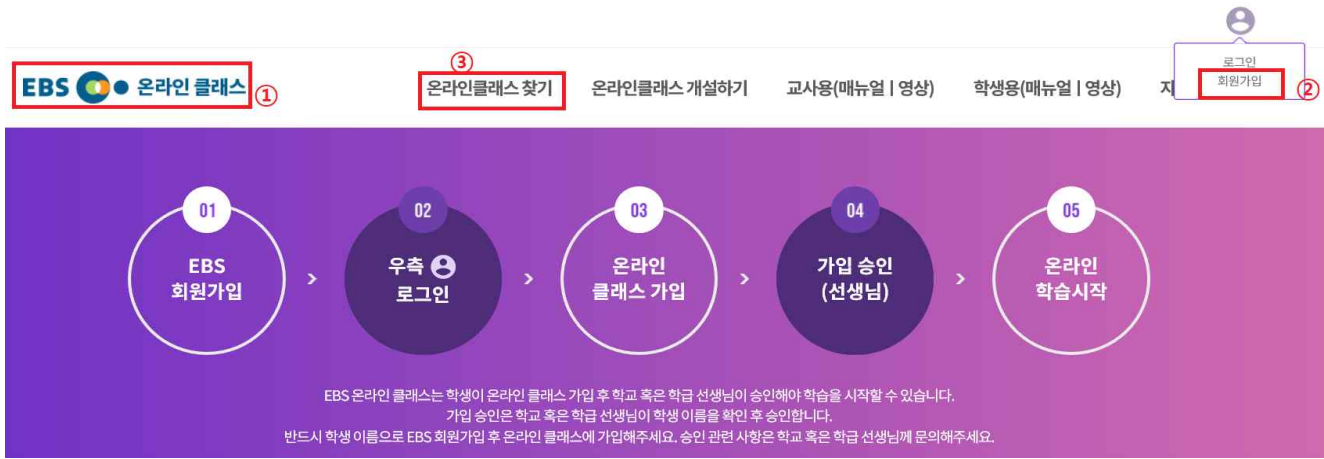 로그인
회원가입
②
EBS 온라인 클래스
①
③
온라인클래스 찾기
온라인클래스 개설하기
교사용(매뉴얼 | 영상)
학생용(매뉴얼 | 영상)
지
01
EBS
회원가입
>
02
우측
로그인
>
03
온라인
클래스 가입
>
04
가입 승인
(선생님)
>
05
온라인
학습시작
EBS 온라인 클래스는 학생이 온라인 클래스 가입 후 학교 혹은 학급 선생님이 승인해야 학습을 시작할 수 있습니다.
가입 승인은 학교 혹은 학급 선생님이 학생 이름을 확인 후 승인합니다.
반드시 학생 이름으로 EBS 회원가입 후 온라인 클래스에 가입해주세요. 승인 관련 사항은 학교 혹은 학급 선생님께 문의해주세요.